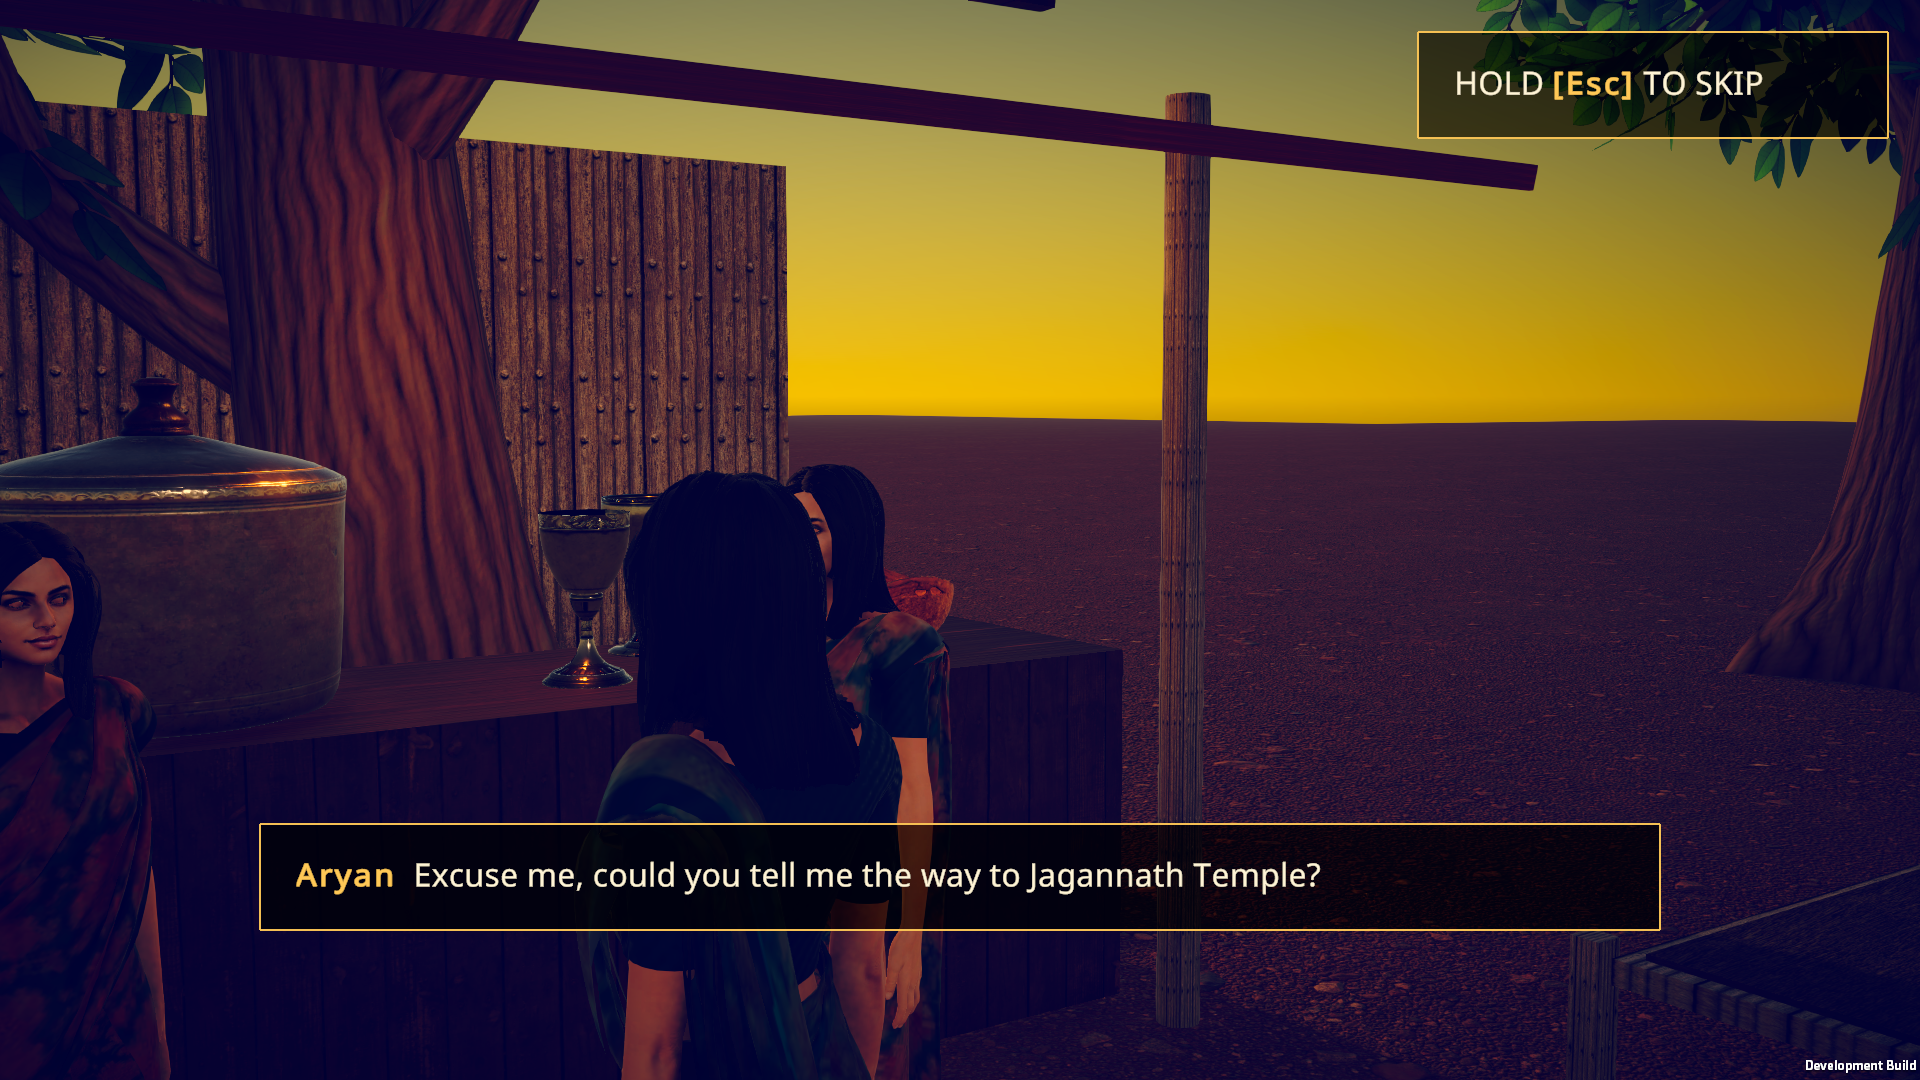 HOLD [Esc] TO SKIP
Aryan Excuse me, could you tell me the way to Jagannath Temple?
Development Build